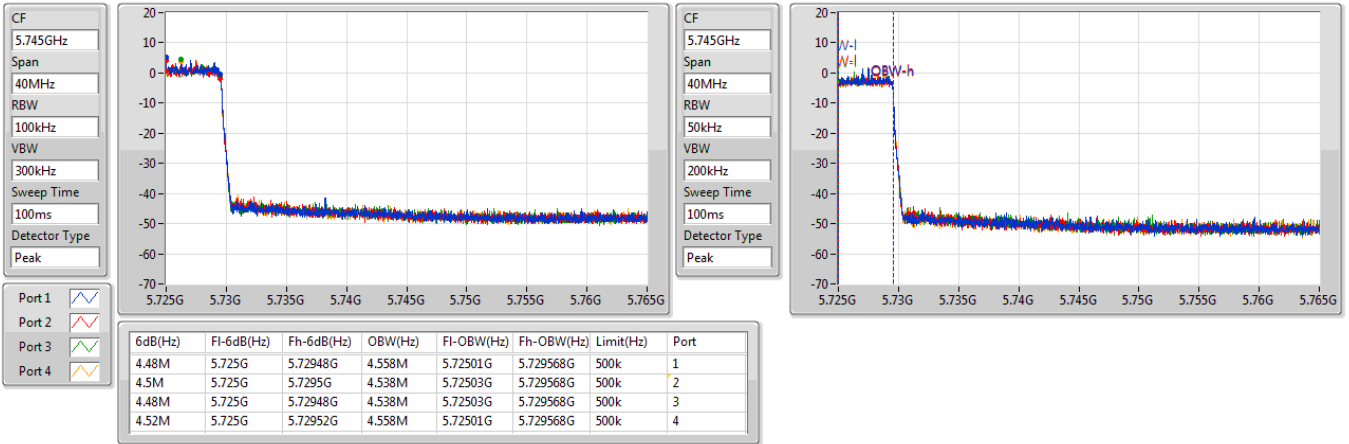 CF
5.745GHz
Span
40MHz
RBW
100kHz
VBW
300kHz
Sweep Time
100ms
Detector Type
Peak
20
10
0
-10
-20
-30
-40
-50
-60
-70
5.725G 5.73G 5.735G 5.74G 5.745G 5.75G 5.755G 5.76G 5.765G
CF
5.745GHz
Span
40MHz
RBW
50kHz
VBW
200kHz
Sweep Time
100ms
Detector Type
Peak
20
10
0
-10
-20
-30
-40
-50
-60
-70
W-l
W-l
OBW-h
5.725G 5.73G 5.735G 5.74G 5.745G 5.75G 5.755G 5.76G 5.765G
Port 1
Port 2
Port 3
Port 4
6dB(Hz) Fl-6dB(Hz) Fh-6dB(Hz) OBW(Hz) Fl-OBW(Hz) Fh-OBW(Hz) Limit(Hz) Port
4.48M 5.725G 5.72948G 4.558M 5.72501G 5.729568G 500k 1
4.5M 5.725G 5.7295G 4.538M 5.72503G 5.729568G 500k 2
4.48M 5.725G 5.72948G 4.538M 5.72503G 5.729568G 500k 3
4.52M 5.725G 5.72952G 4.558M 5.72501G 5.729568G 500k 4